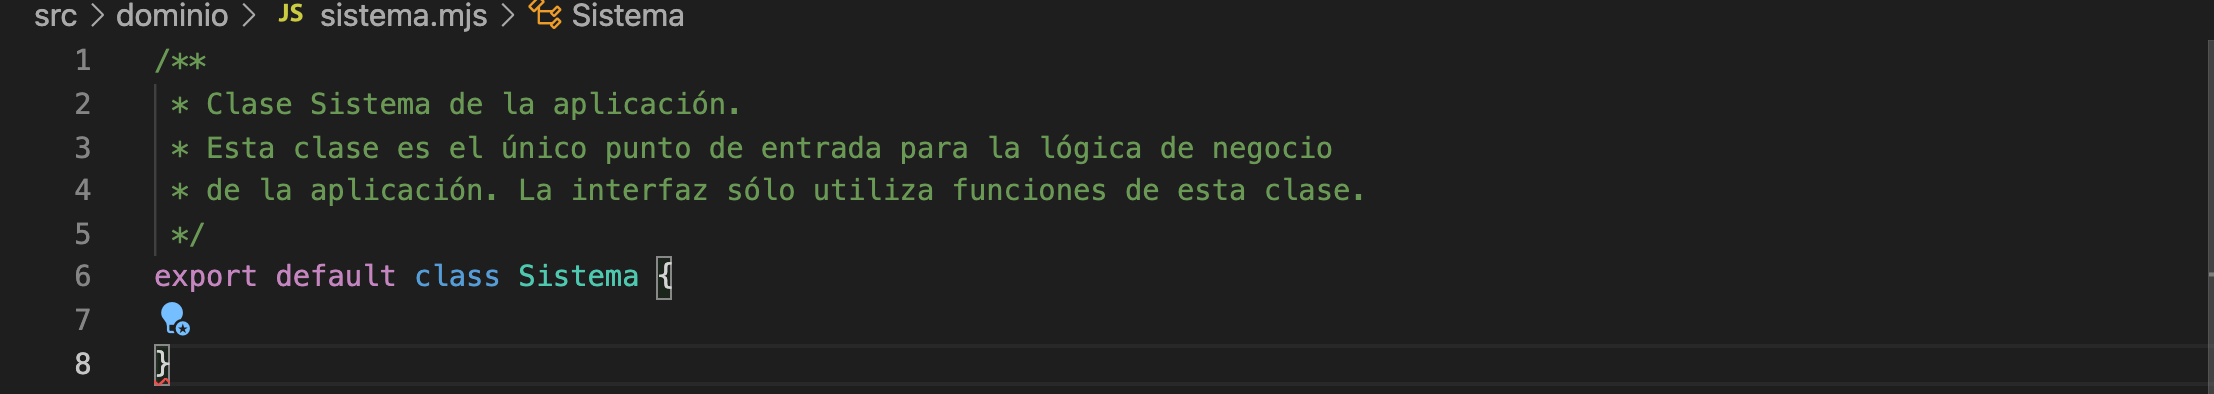 src > dominio > JS sistema.mjs > Sistema
1 /**
2 * Clase Sistema de la aplicación.
3 * Esta clase es el único punto de entrada para la lógica de negocio
4 * de la aplicación. La interfaz sólo utiliza funciones de esta clase.
5 */
6 export default class Sistema {
7
8 }